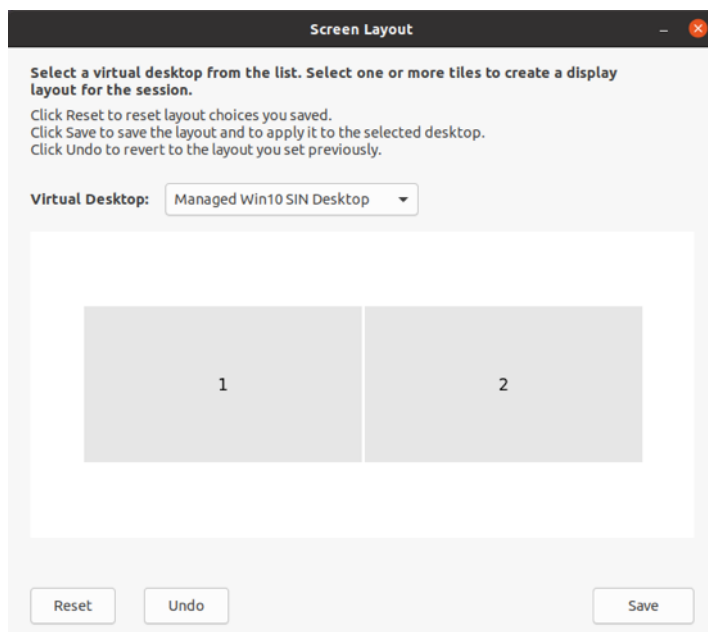 Screen Layout
Select a virtual desktop from the list. Select one or more tiles to create a display
layout for the session.
Click Reset to reset layout choices you saved.
Click Save to save the layout and to apply it to the selected desktop.
Click Undo to revert to the layout you set previously.
Virtual Desktop: Managed Win10 SIN Desktop
1 2
Reset Undo Save